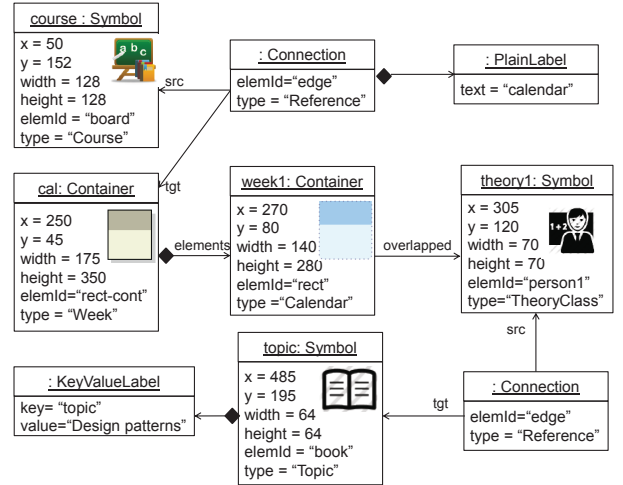 course : Symbol
x = 50
y = 152
width = 128
height = 128
elemId = "board"
type = "Course"
a b c
: Connection
elemId="edge"
type = "Reference"
: PlainLabel
text = "calendar"
src
tgt
cal: Container
x = 250
y = 45
width = 175
height = 350
elemId="rect-cont"
type = "Week"
elements
week1: Container
x = 270
y = 80
width = 140
height = 280
elemId="rect"
type ="Calendar"
overlapped
theory1: Symbol
x = 305
y = 120
width = 70
height = 70
elemId="person1"
type="TheoryClass"
1+2
src
: KeyValueLabel
key= "topic"
value="Design patterns"
topic: Symbol
x = 485
y = 195
width = 64
height = 64
elemId = "book"
type = "Topic"
tgt
: Connection
elemId="edge"
type = "Reference"